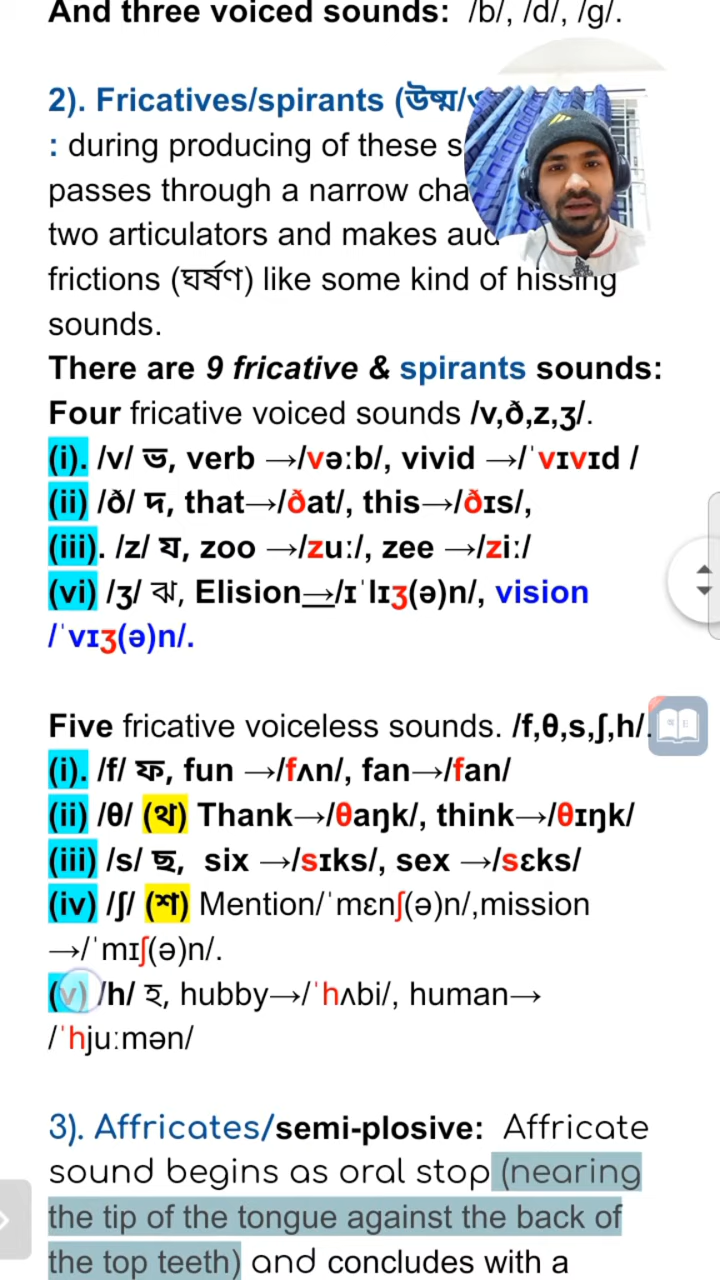 And three voiced sounds: /b/, /d/, /g/.
2). Fricatives/spirants (উষ্ম/
: during producing of these s
passes through a narrow cha
two articulators and makes
frictions (ঘর্ষণ) like some kind of hissing
sounds.
There are 9 fricative & spirants sounds:
Four fricative voiced sounds /v,ð,z,ʒ/.
(i). /v/ ভ, verb →/vəːb/, vivid →/ˈvɪvɪd /
(ii) /ð/ দ, that→/ðat/, this→/ðɪs/,
(iii). /z/ য, zoo →/zuː/, zee →/ziː/
(vi) /ʒ/ ঝ, Elision→/ɪˈlɪʒ(ə)n/, vision
/ˈvɪʒ(ə)n/.
Five fricative voiceless sounds. /f,θ,s,ʃ,h/.
(i). /f/ ফ, fun →/fʌn/, fan→/fan/
(ii) /θ/ (থ) Thank→/θaŋk/, think→/θɪŋk/
(iii) /s/ ছ, six →/sɪks/, sex →/sɛks/
(iv) /ʃ/ (শ) Mention/ˈmɛnʃ(ə)n/,mission
→/ˈmɪʃ(ə)n/.
(v) /h/ হ, hubby→/ˈhʌbi/, human→
/ˈhjuːmən/
3). Affricates/semi-plosive: Affricate
sound begins as oral stop (nearing
the tip of the tongue against the back of
the top teeth) and concludes with a